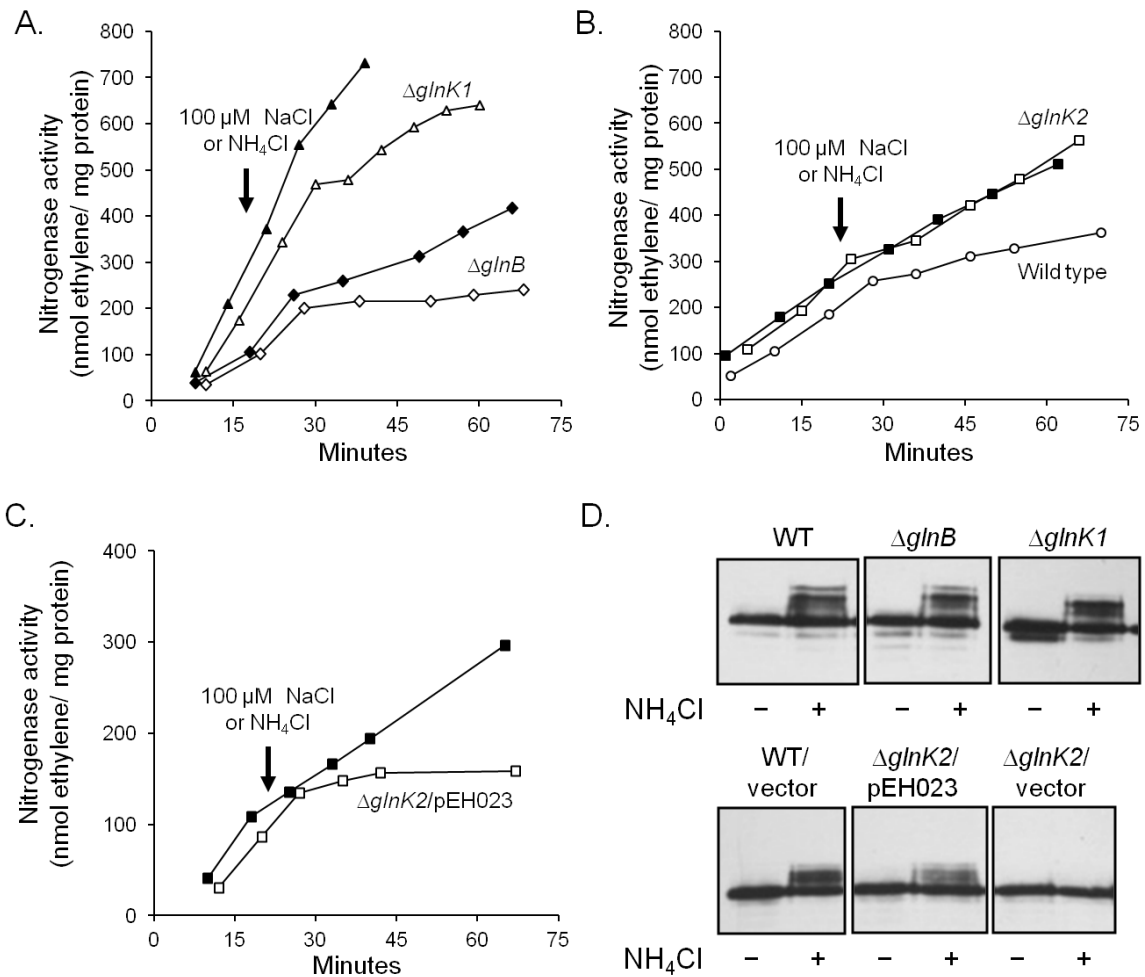 A.
Nitrogenase activity
(nmol ethylene/ mg protein)
800
700
600
500
400
300
200
100
0
100 µM NaCl
or NH₄Cl
ΔglnK1
ΔglnB
0 15 30 45 60 75
Minutes
B.
Nitrogenase activity
(nmol ethylene/ mg protein)
800
700
600
500
400
300
200
100
0
100 µM NaCl
or NH₄Cl
ΔglnK2
Wild type
0 15 30 45 60 75
Minutes
C.
Nitrogenase activity
(nmol ethylene/ mg protein)
400
300
200
100
0
100 µM NaCl
or NH₄Cl
ΔglnK2/pEH023
0 15 30 45 60 75
Minutes
D.
WT ΔglnB ΔglnK1
NH₄Cl − + − + − +
WT/ ΔglnK2/ ΔglnK2/
vector pEH023 vector
NH₄Cl − + − + − +